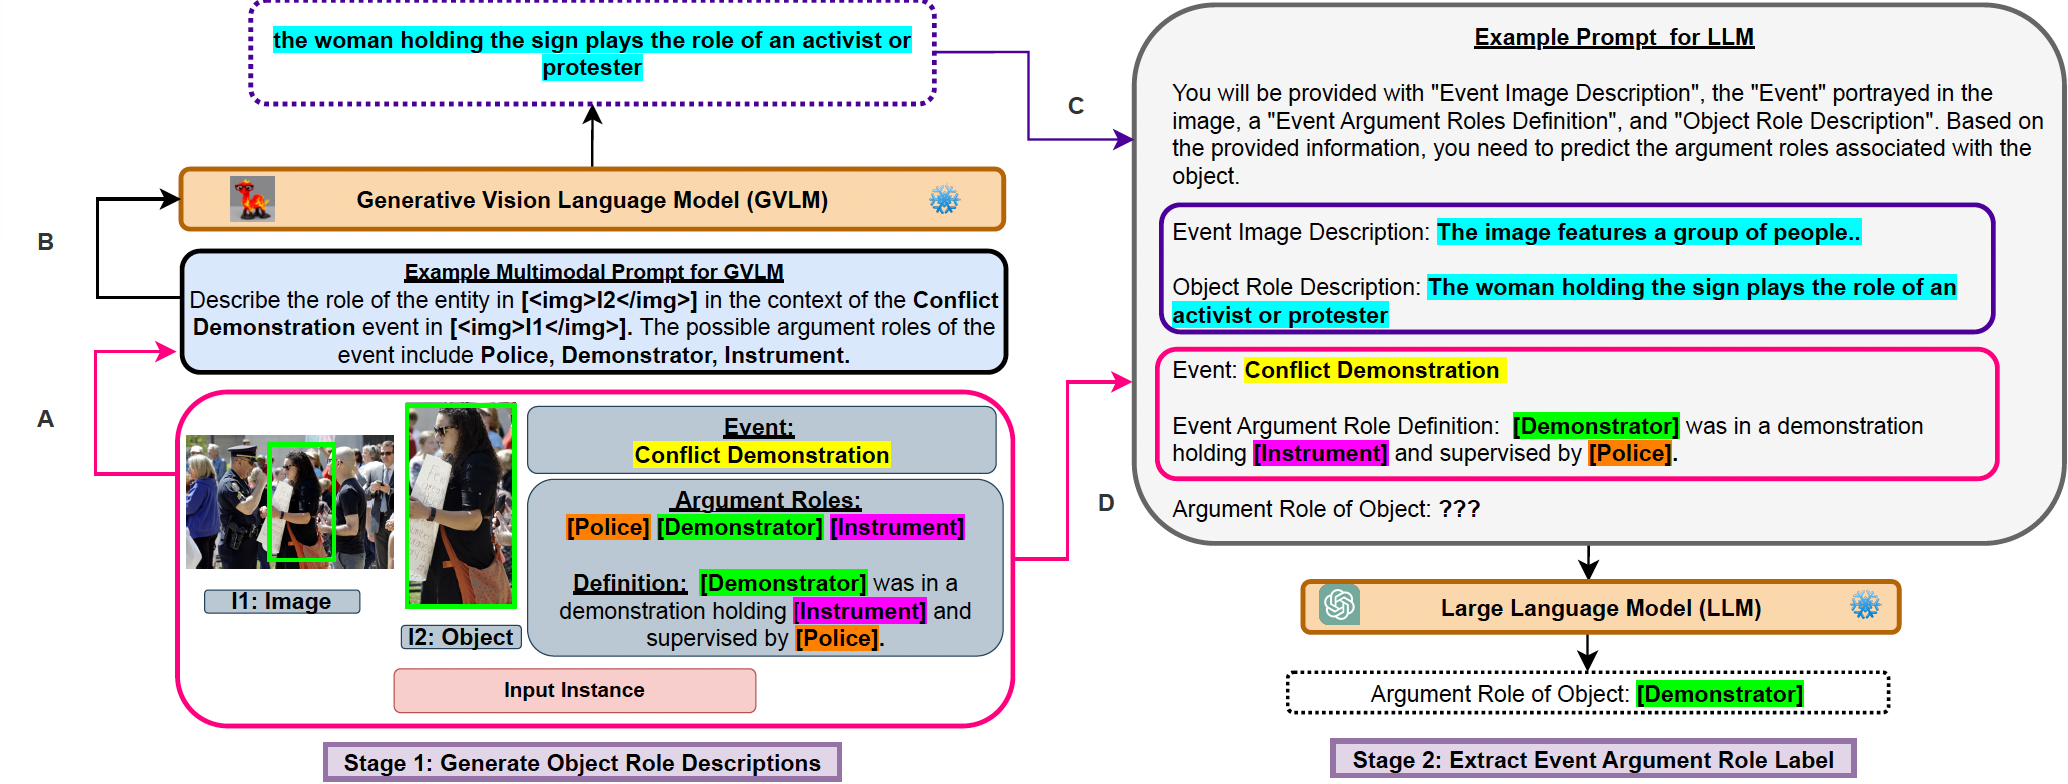 the woman holding the sign plays the role of an activist or
protester
Generative Vision Language Model (GVLM)
B
Example Multimodal Prompt for GVLM
Describe the role of the entity in [<img>I2</img>] in the context of the Conflict
Demonstration event in [<img>I1</img>]. The possible argument roles of the
event include Police, Demonstrator, Instrument.
A
Event:
Conflict Demonstration
Argument Roles:
[Police] [Demonstrator] [Instrument]
Definition: [Demonstrator] was in a
demonstration holding [Instrument] and
supervised by [Police].
I1: Image
I2: Object
Input Instance
Stage 1: Generate Object Role Descriptions
C
D
Example Prompt for LLM
You will be provided with "Event Image Description", the "Event" portrayed in the
image, a "Event Argument Roles Definition", and "Object Role Description". Based on
the provided information, you need to predict the argument roles associated with the
object.
Event Image Description: The image features a group of people..
Object Role Description: The woman holding the sign plays the role of an
activist or protester
Event: Conflict Demonstration
Event Argument Role Definition: [Demonstrator] was in a demonstration
holding [Instrument] and supervised by [Police].
Argument Role of Object: ???
Large Language Model (LLM)
Argument Role of Object: [Demonstrator]
Stage 2: Extract Event Argument Role Label